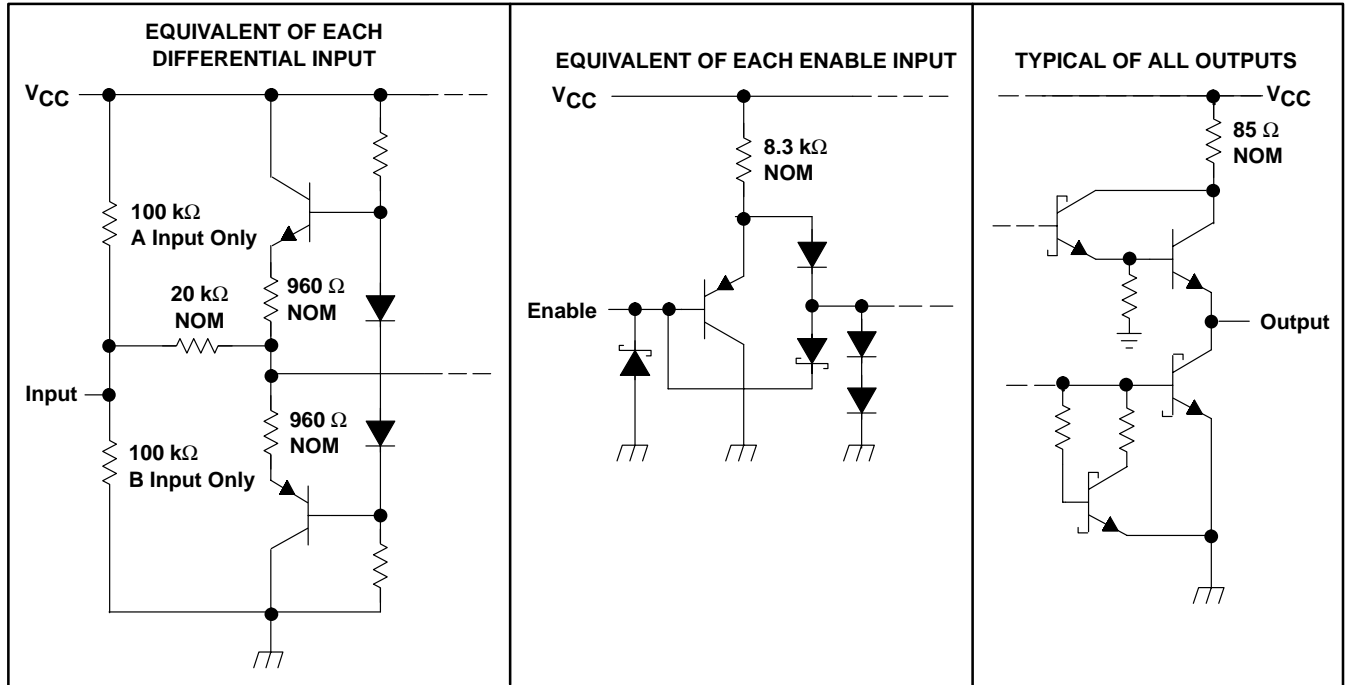 EQUIVALENT OF EACH
DIFFERENTIAL INPUT
VCC
100 kΩ
A Input Only
20 kΩ
NOM
960 Ω
NOM
Input
960 Ω
NOM
100 kΩ
B Input Only
EQUIVALENT OF EACH ENABLE INPUT
VCC
8.3 kΩ
NOM
Enable
TYPICAL OF ALL OUTPUTS
VCC
85 Ω
NOM
Output